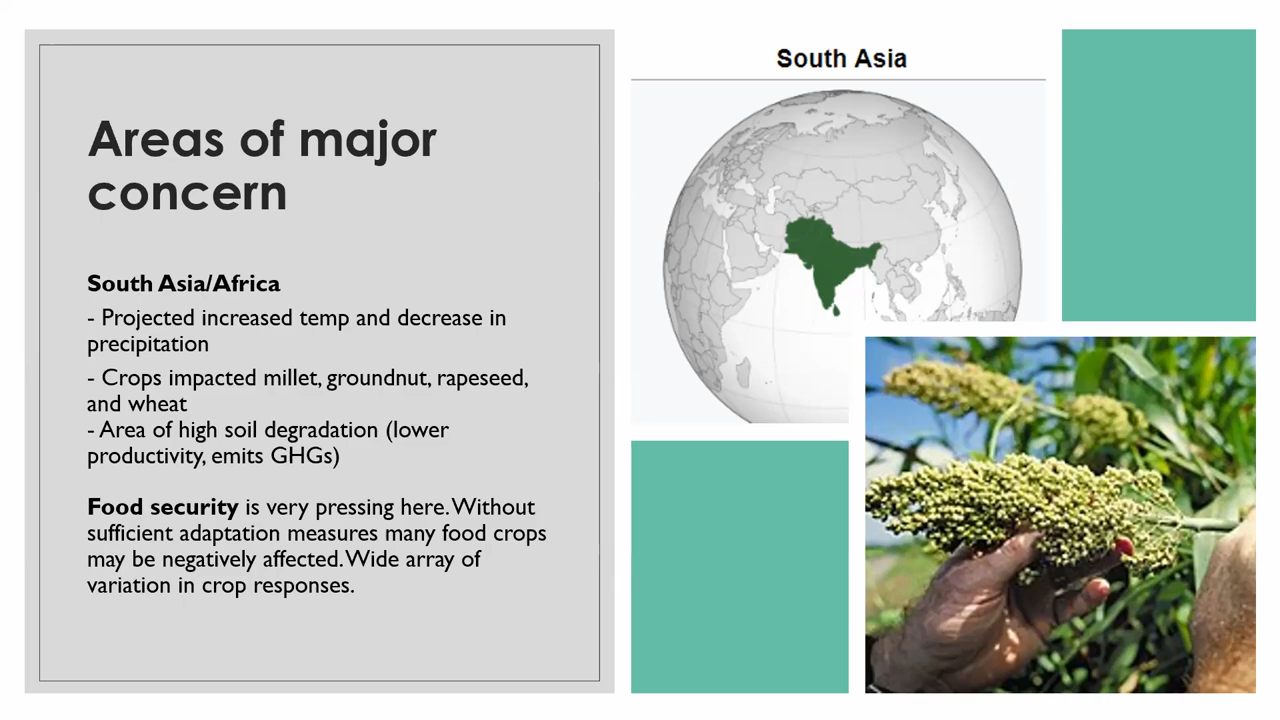 Areas of major
concern
South Asia/Africa
- Projected increased temp and decrease in
precipitation
- Crops impacted millet, groundnut, rapeseed,
and wheat
- Area of high soil degradation (lower
productivity, emits GHGs)
Food security is very pressing here. Without
sufficient adaptation measures many food crops
may be negatively affected. Wide array of
variation in crop responses.
South Asia